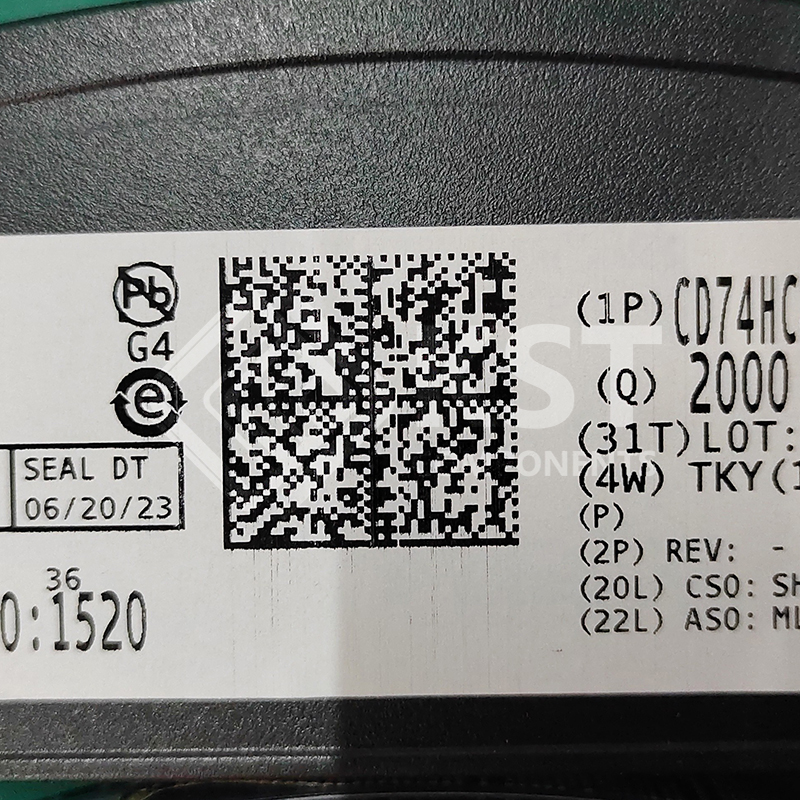 Pb
G4
e
SEAL DT
06/20/23
36
0:1520
(1P) CD74HC
(Q) 2000
(31T)LOT:
(4W) TKY(1
(P)
(2P) REV: -
(20L) CSO: SH
(22L) ASO: ML